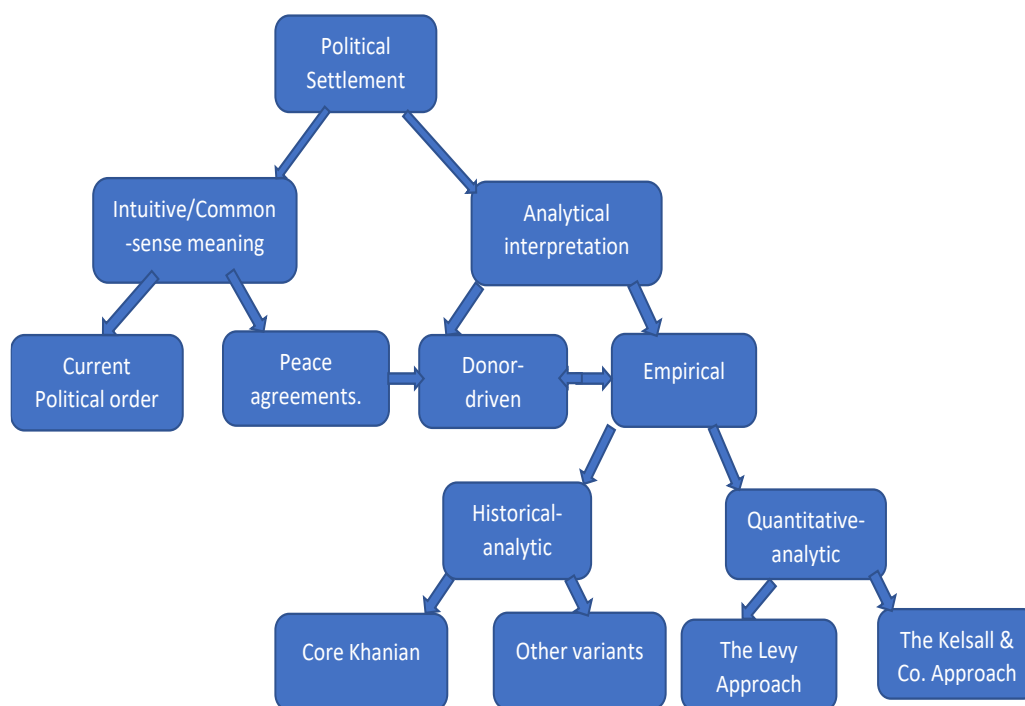 Political
Settlement
Intuitive/Common
-sense meaning
Analytical
interpretation
Current
Political order
Peace
agreements.
Donor-
driven
Empirical
Historical-
analytic
Quantitative-
analytic
Core Khanian
Other variants
The Levy
Approach
The Kelsall &
Co. Approach